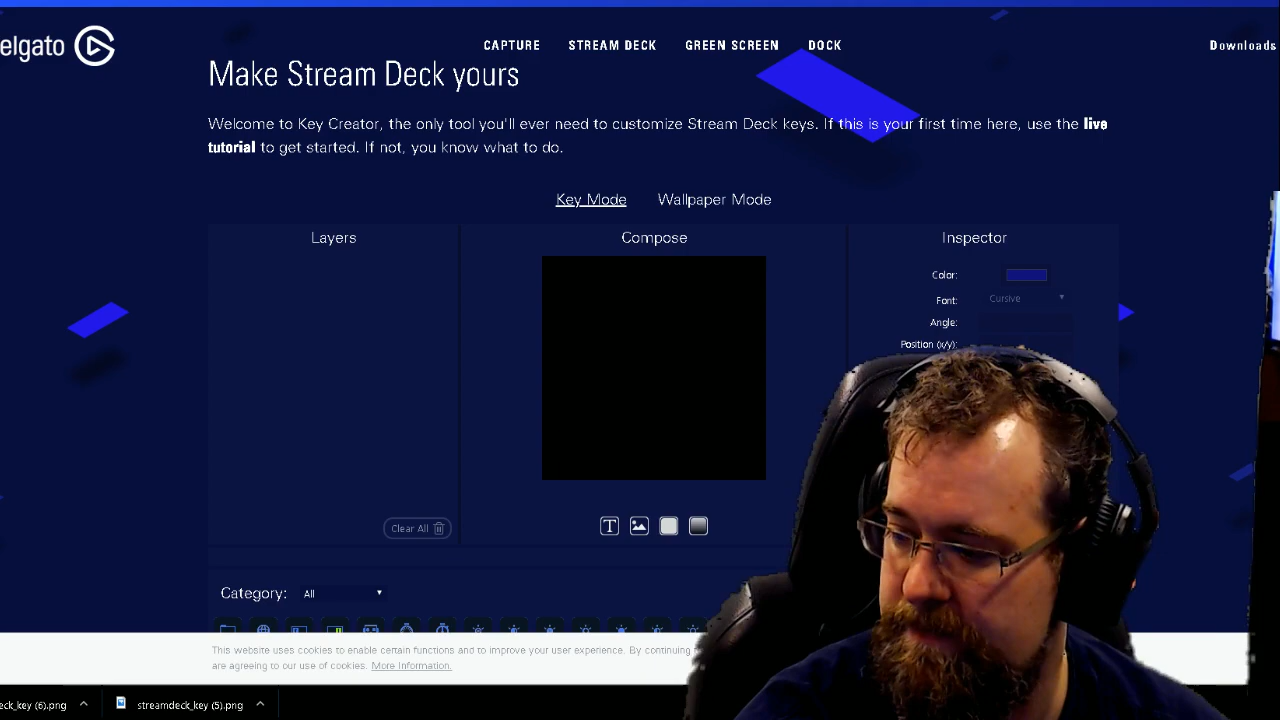 elgato
CAPTURE STREAM DECK GREEN SCREEN DOCK
Downloads
Make Stream Deck yours
Welcome to Key Creator, the only tool you'll ever need to customize Stream Deck keys. If this is your first time here, use the live
tutorial to get started. If not, you know what to do.
Key Mode Wallpaper Mode
Layers
Compose
Inspector
Color:
Font: Cursive
Angle:
Position (x/y):
T
Clear All
Category: All
This website uses cookies to enable certain functions and to improve your user experience. By continuing
are agreeing to our use of cookies. More Information.
eck_key (6).png
streamdeck_key (5).png